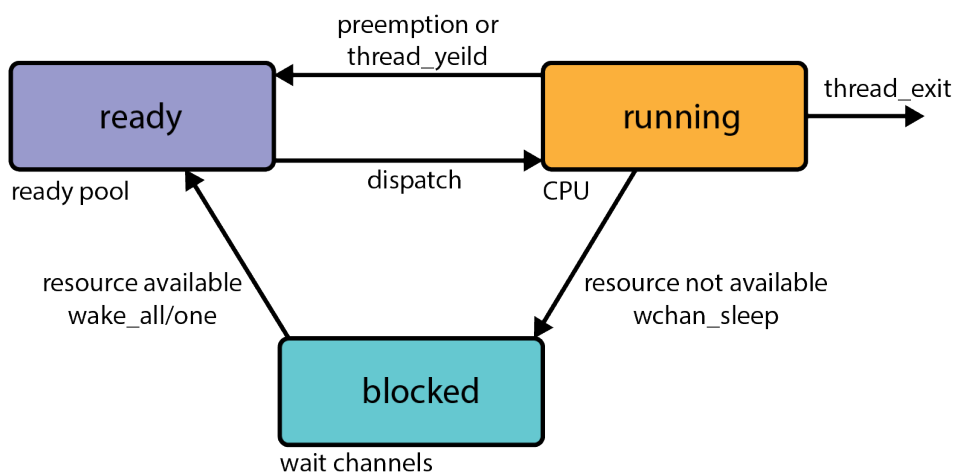 preemption or
thread_yeild
ready
running
thread_exit
dispatch
ready pool
CPU
resource available
wake_all/one
resource not available
wchan_sleep
blocked
wait channels